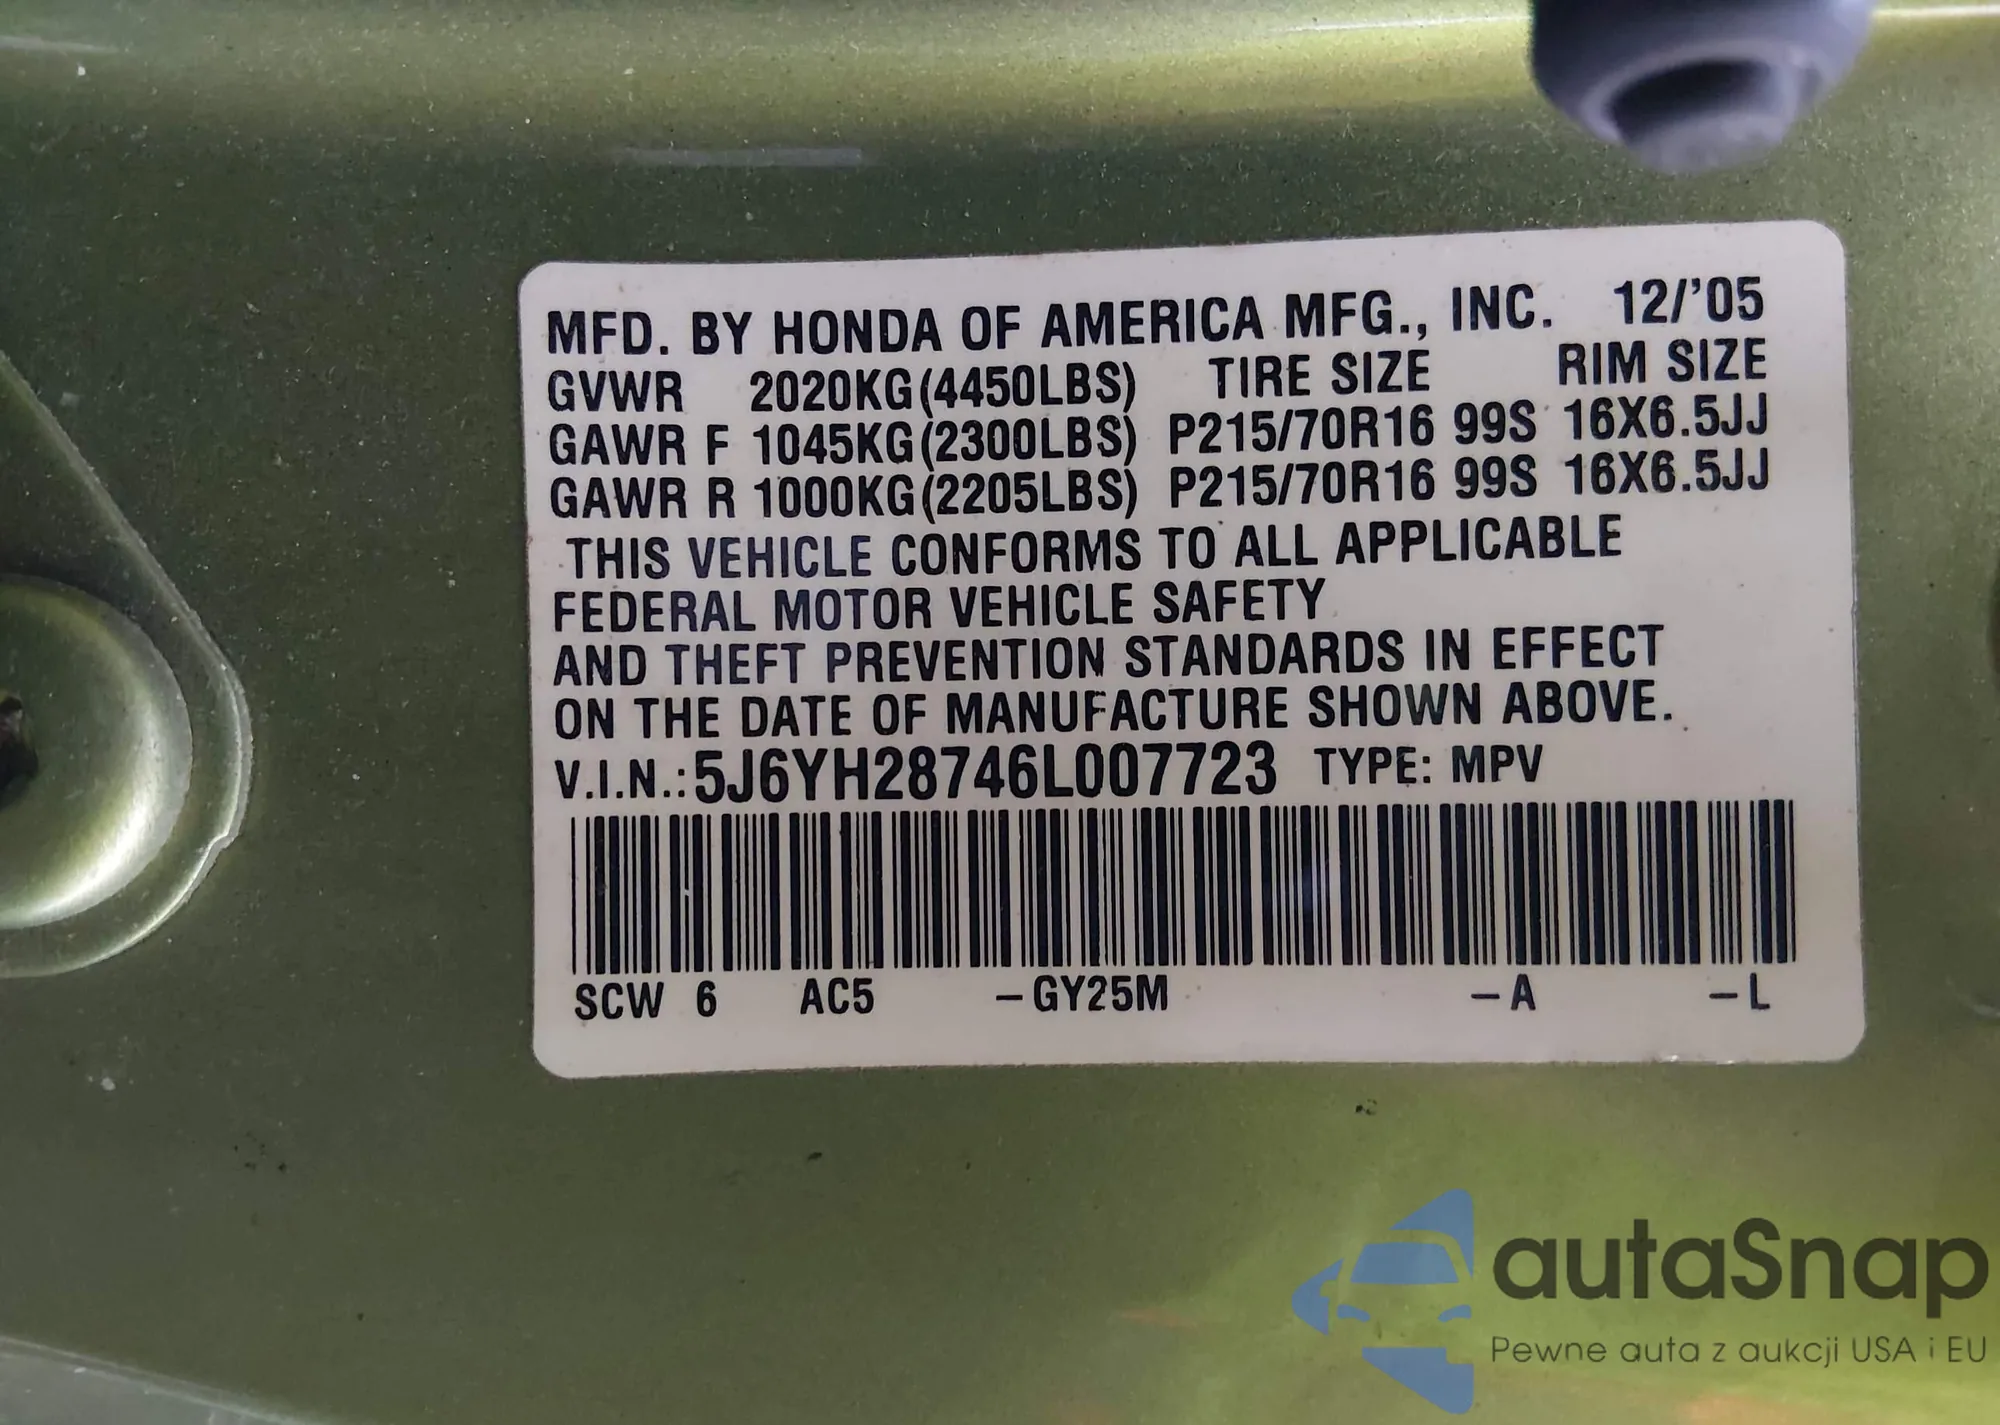 MFD. BY HONDA OF AMERICA MFG., INC. 12/'05
GVWR 2020KG(4450LBS) TIRE SIZE RIM SIZE
GAWR F 1045KG(2300LBS) P215/70R16 99S 16X6.5JJ
GAWR R 1000KG(2205LBS) P215/70R16 99S 16X6.5JJ
THIS VEHICLE CONFORMS TO ALL APPLICABLE
FEDERAL MOTOR VEHICLE SAFETY
AND THEFT PREVENTION STANDARDS IN EFFECT
ON THE DATE OF MANUFACTURE SHOWN ABOVE.
V.I.N.:5J6YH28746L007723 TYPE: MPV
SCW 6 AC5 –GY25M –A –L
autaSnap
Pewne auta z aukcji USA i EU